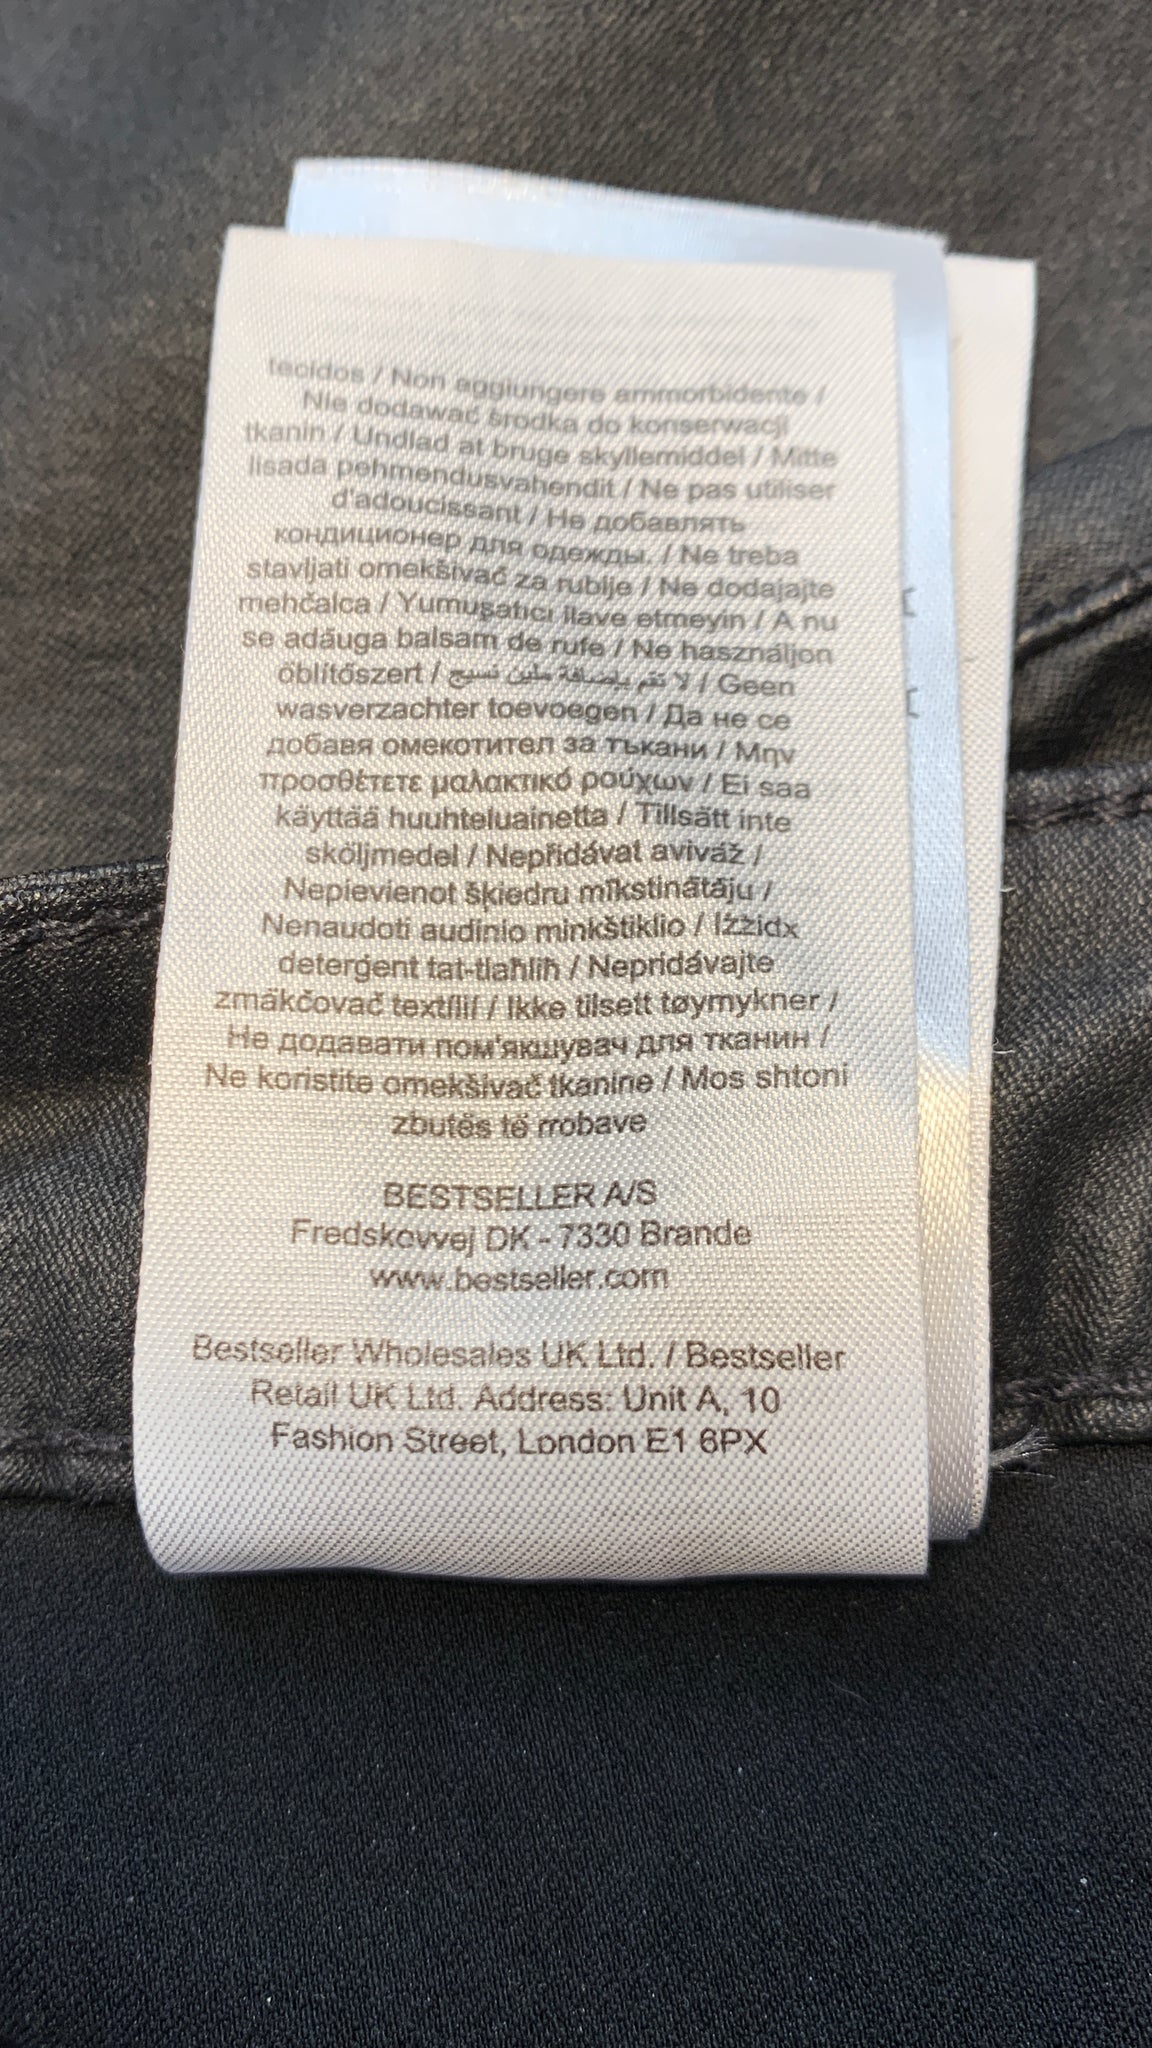 tecidos / Non aggiungere ammorbidente /
Nie dodawać środka do konserwacji
tkanin / Undlad at bruge skyllemiddel / Mitte
lisada pehmendusvahendit / Ne pas utiliser
d'adoucissant / Не добавлять
кондиционер для одежды. / Ne treba
stavljati omekšivač za rublje / Ne dodajajte
mehčalca / Yumuşatıcı ilave etmeyin / A nu
se adăuga balsam de rufe / Ne használjon
öblítőszert / لا تقم بإضافة ملين نسيج / Geen
wasverzachter toevoegen / Да не се
добавя омекотител за тъкани / Μην
προσθέτετε μαλακτικό ρούχων / Ei saa
käyttää huuhteluainetta / Tillsätt inte
sköljmedel / Nepřidávat aviváž /
Nepievienot šķiedru mīkstinātāju /
Nenaudoti audinio minkštiklio / Iżżidx
deterġent tat-tlaħliħ / Nepridávajte
zmäkčovač textílií / Ikke tilsett tøymykner /
Не додавати пом'якшувач для тканин /
Ne koristite omekšivač tkanine / Mos shtoni
zbutës të rrobave
BESTSELLER A/S
Fredskovvej DK - 7330 Brande
www.bestseller.com
Bestseller Wholesales UK Ltd. / Bestseller
Retail UK Ltd. Address: Unit A, 10
Fashion Street, London E1 6PX